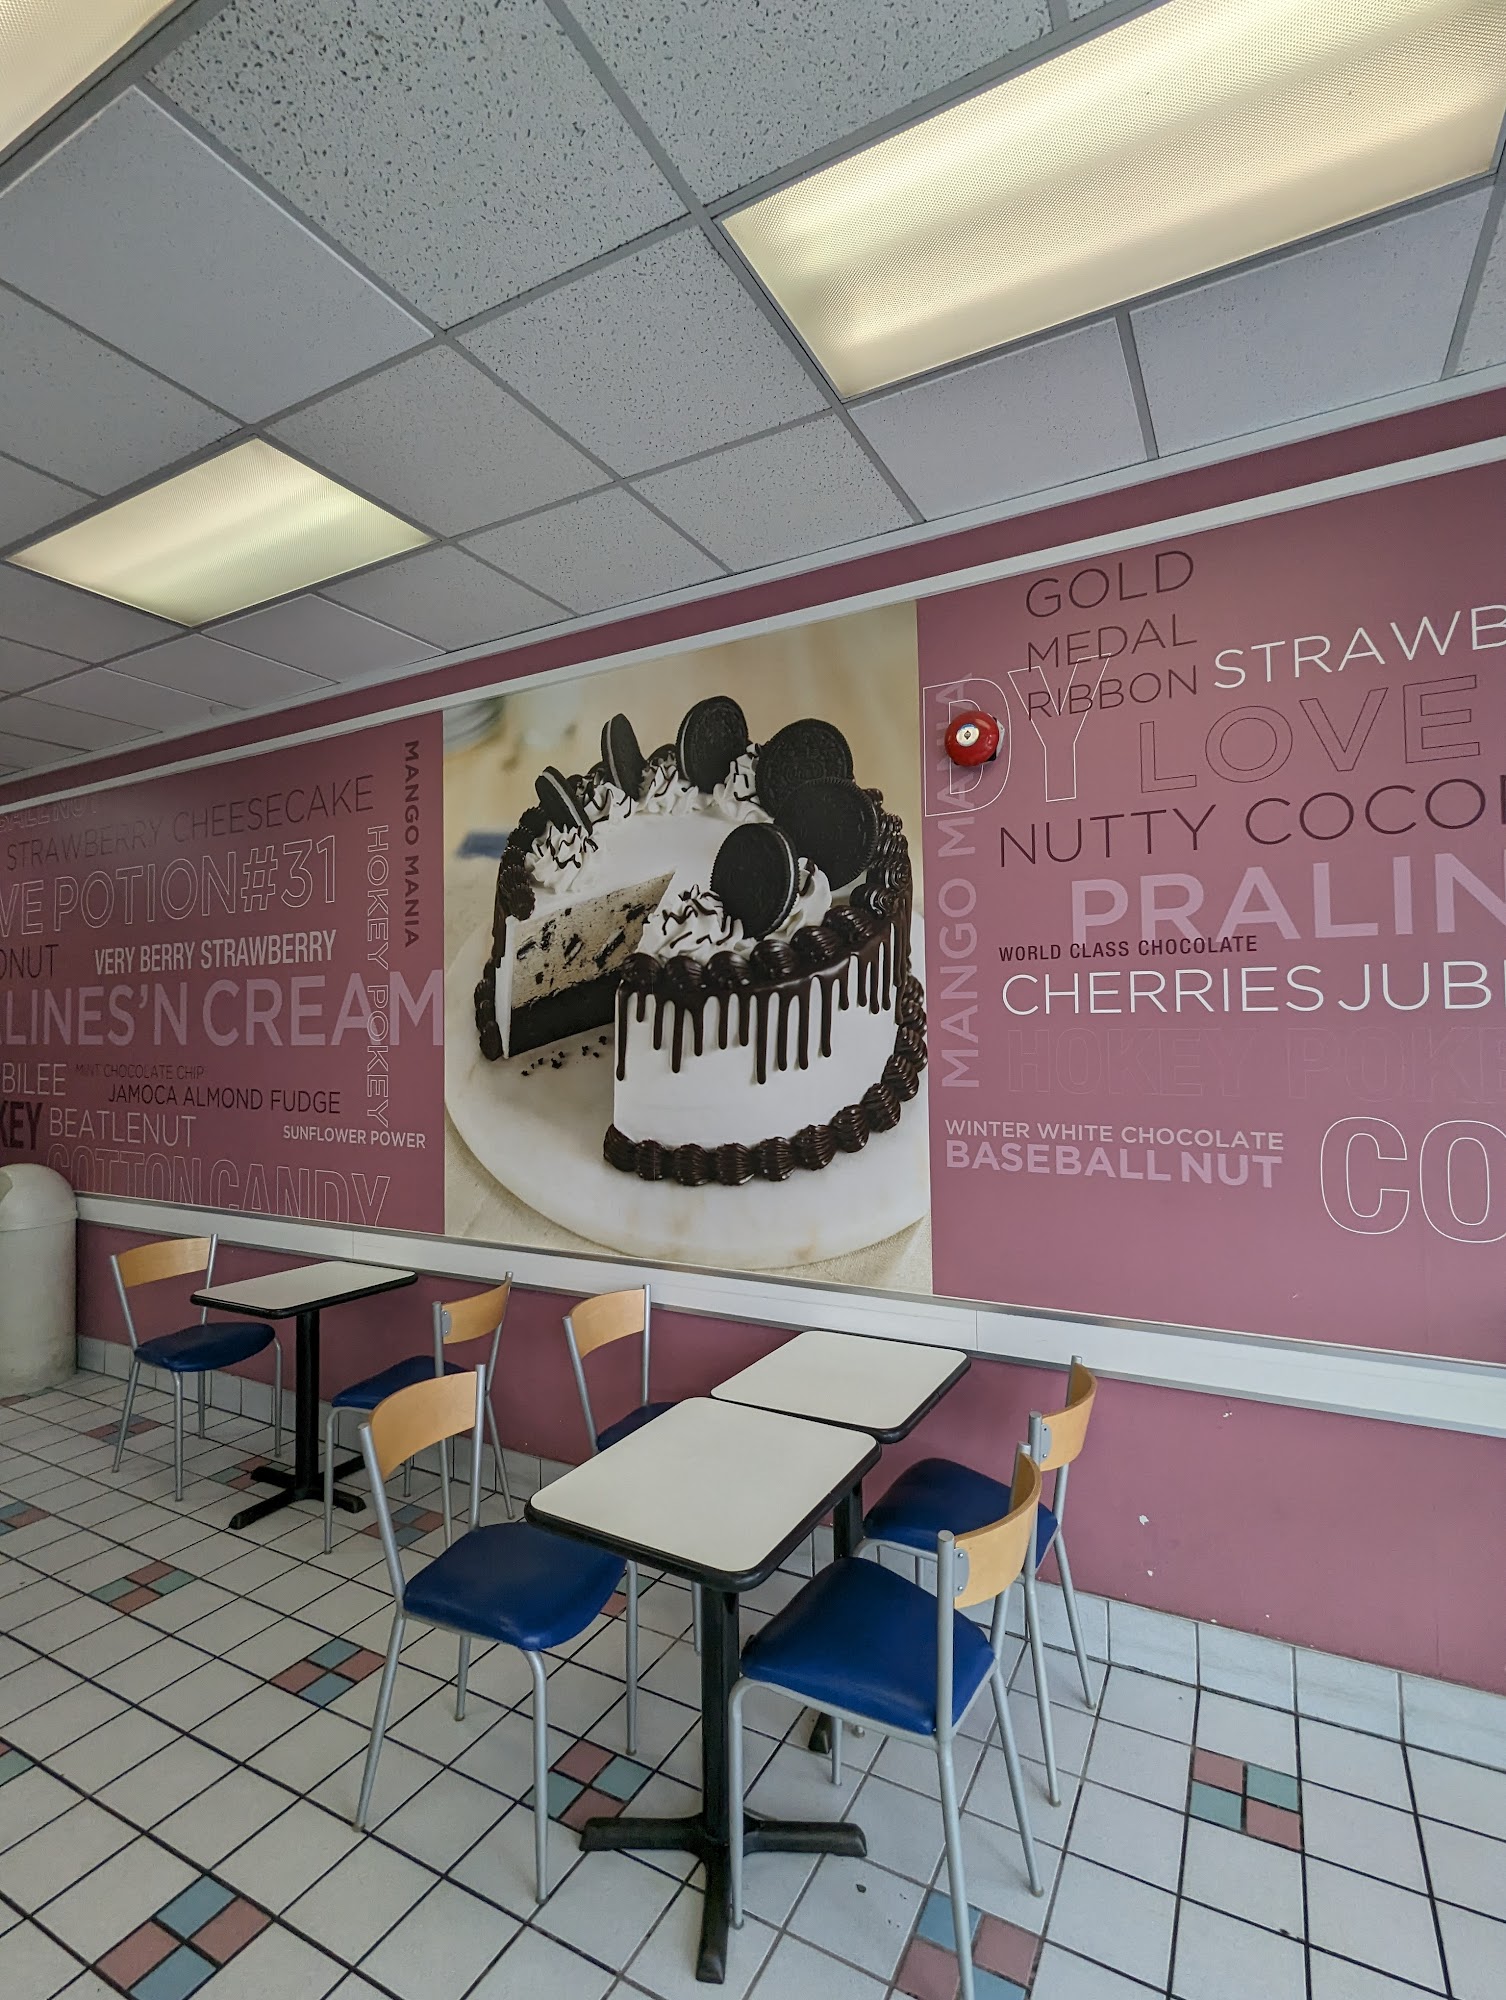 STRAWBERRY CHEESECAKE
MANGO MANIA
VE POTION #31
HOKEY POKEY
ONUT
VERY BERRY STRAWBERRY
LINES'N CREAM
BILEE
MINT CHOCOLATE CHIP
JAMOCA ALMOND FUDGE
KEY
BEATLENUT
SUNFLOWER POWER
COTTON CANDY
GOLD
MEDAL
RIBBON
STRAWB
DY
LOVE
MANGO MANIA
NUTTY COCO
PRALIN
WORLD CLASS CHOCOLATE
CHERRIES JUB
HOKEY POK
WINTER WHITE CHOCOLATE
BASEBALL NUT
CO